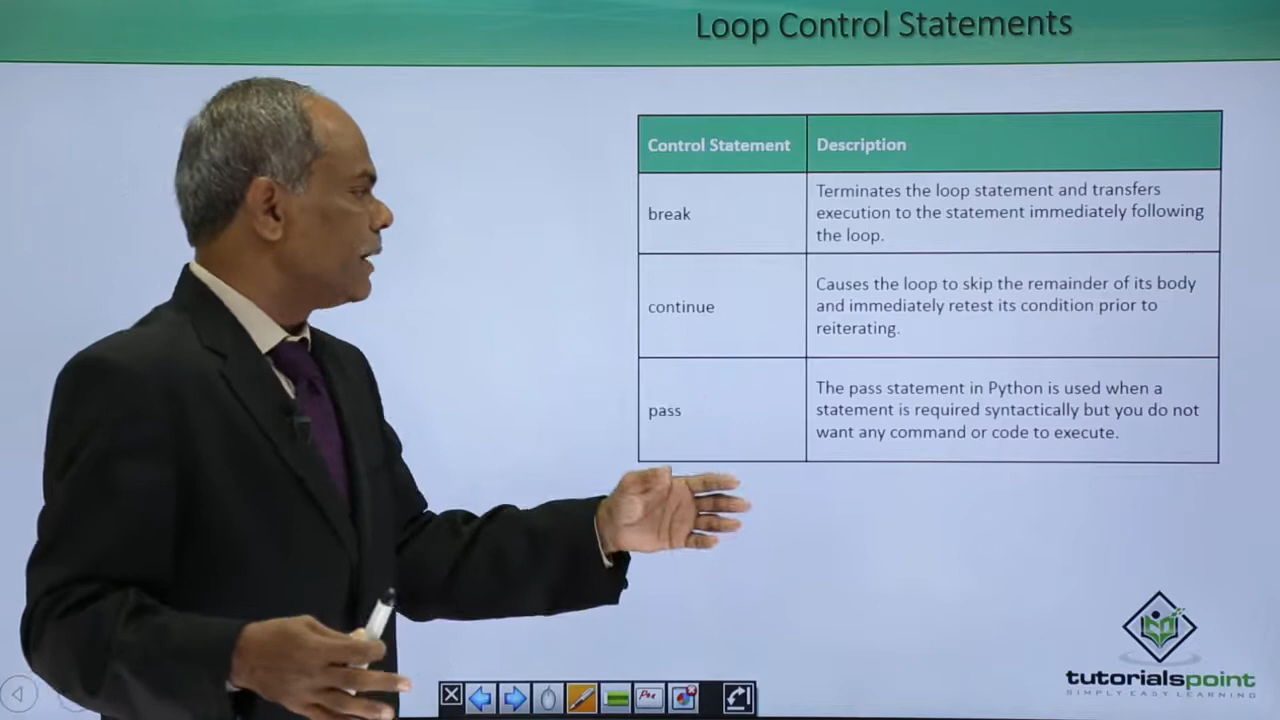 Loop Control Statements
Control Statement
Description
break
Terminates the loop statement and transfers
execution to the statement immediately following
the loop.
continue
Causes the loop to skip the remainder of its body
and immediately retest its condition prior to
reiterating.
pass
The pass statement in Python is used when a
statement is required syntactically but you do not
want any command or code to execute.
tutorialspoint
SIMPLY EASY LEARNING
Pen